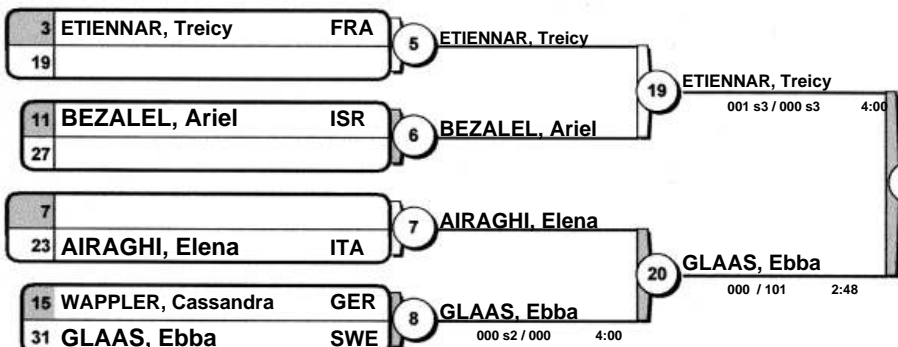 3 ETIENNAR, Treicy FRA
19
5
ETIENNAR, Treicy
11 BEZALEL, Ariel ISR
27
6
BEZALEL, Ariel
19
ETIENNAR, Treicy
001 s3 / 000 s3 4:00
7
23 AIRAGHI, Elena ITA
7
AIRAGHI, Elena
15 WAPPLER, Cassandra GER
31 GLAAS, Ebba SWE
8
GLAAS, Ebba
000 s2 / 000 4:00
20
GLAAS, Ebba
000 / 101 2:48